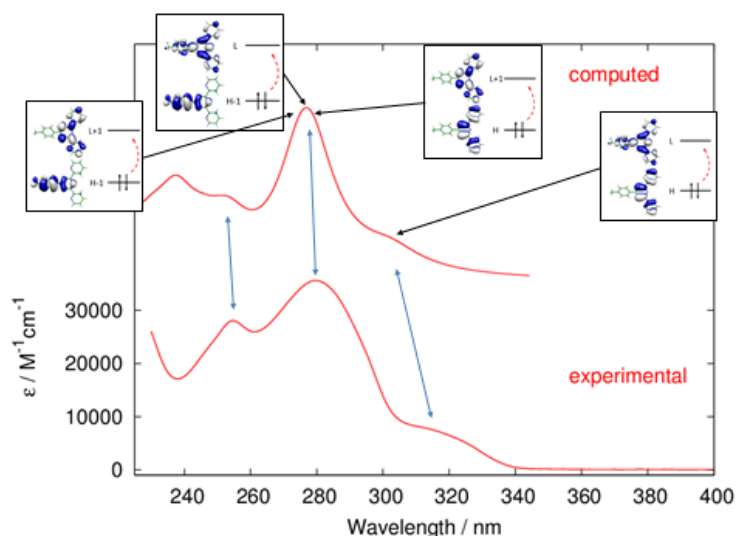 L
H-1
L+1
H-1
L+1
H
L
H
computed
experimental
ε / M⁻¹cm⁻¹
30000
20000
10000
0
240
260
280
300
320
340
360
380
400
Wavelength / nm